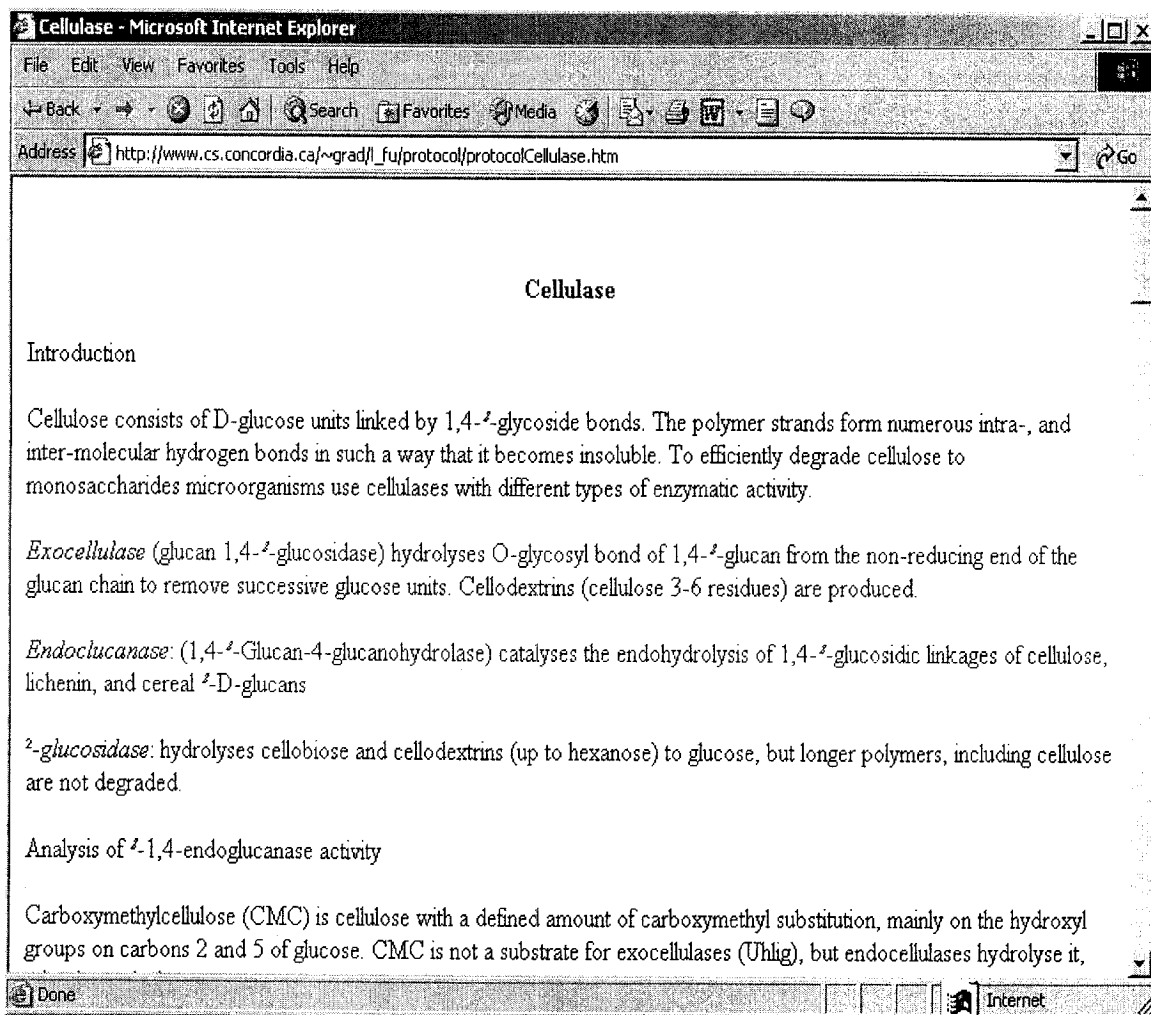 Cellulase - Microsoft Internet Explorer
File Edit View Favorites Tools Help
Back Search Favorites Media
Address http://www.cs.concordia.ca/~grad/l_fu/protocol/protocolCellulase.htm Go
Cellulase
Introduction
Cellulose consists of D-glucose units linked by 1,4-²-glycoside bonds. The polymer strands form numerous intra-, and
inter-molecular hydrogen bonds in such a way that it becomes insoluble. To efficiently degrade cellulose to
monosaccharides microorganisms use cellulases with different types of enzymatic activity.
Exocellulase (glucan 1,4-²-glucosidase) hydrolyses O-glycosyl bond of 1,4-²-glucan from the non-reducing end of the
glucan chain to remove successive glucose units. Cellodextrins (cellulose 3-6 residues) are produced.
Endoclucanase: (1,4-²-Glucan-4-glucanohydrolase) catalyses the endohydrolysis of 1,4-²-glucosidic linkages of cellulose,
lichenin, and cereal ²-D-glucans
²-glucosidase: hydrolyses cellobiose and cellodextrins (up to hexanose) to glucose, but longer polymers, including cellulose
are not degraded.
Analysis of ²-1,4-endoglucanase activity
Carboxymethylcellulose (CMC) is cellulose with a defined amount of carboxymethyl substitution, mainly on the hydroxyl
groups on carbons 2 and 5 of glucose. CMC is not a substrate for exocellulases (Uhlig), but endocellulases hydrolyse it,
Done Internet